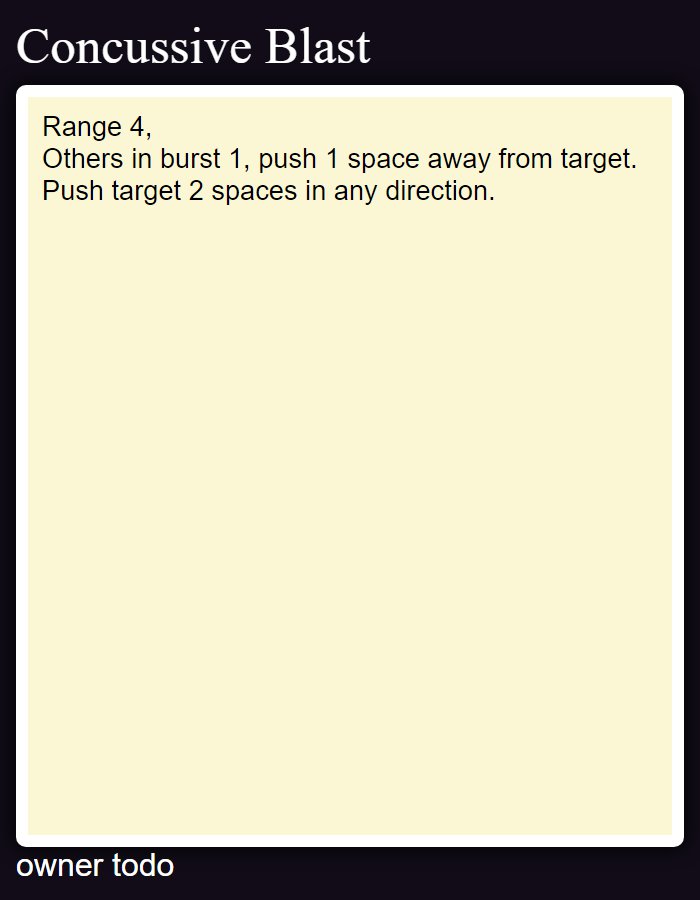 Concussive Blast
Range 4,
Others in burst 1, push 1 space away from target.
Push target 2 spaces in any direction.
owner todo